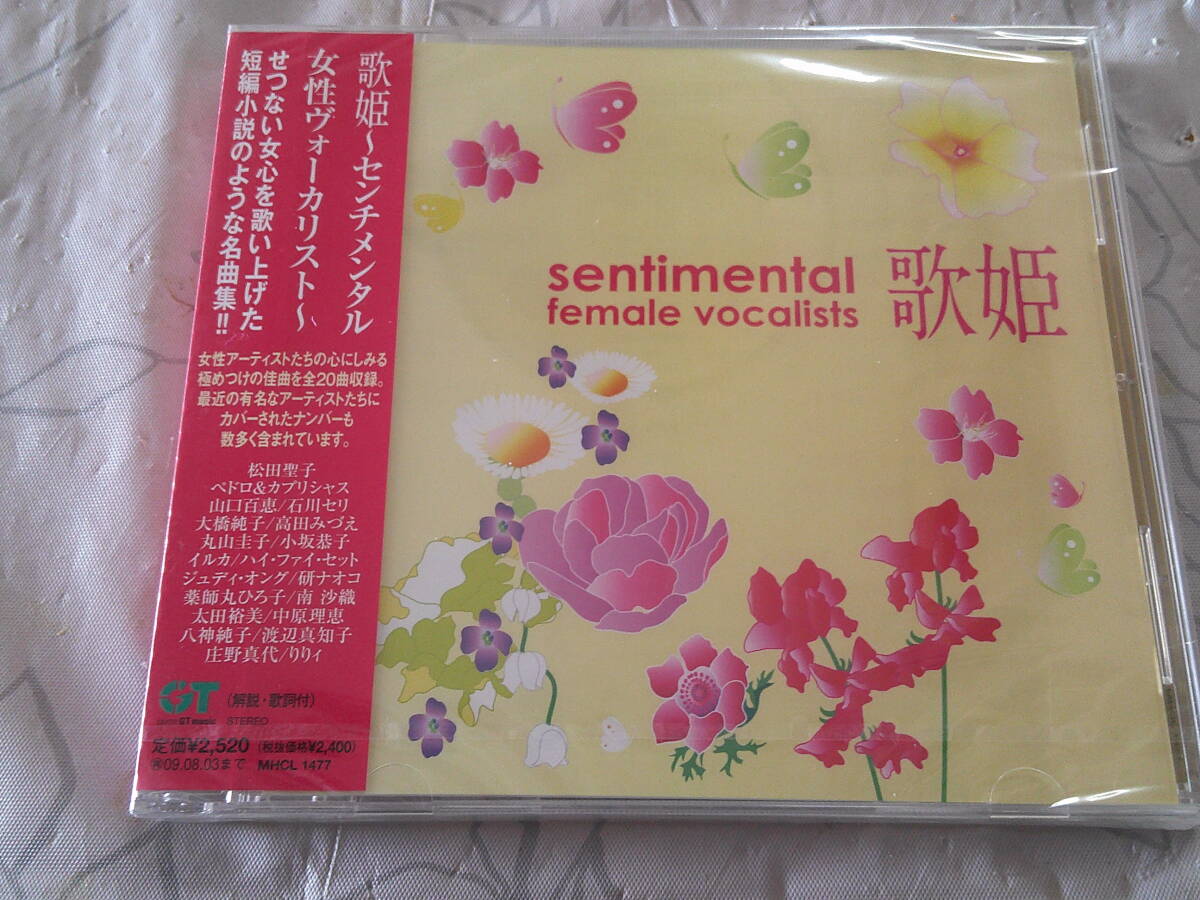 歌姫～センチメンタル
女性ヴォーカリスト～
せつない女心を歌い上げた
短編小説のような名曲集!!
女性アーティストたちの心にしみる
極めつけの佳曲を全20曲収録。
最近の有名なアーティストたちに
カバーされたナンバーも
数多く含まれています。
松田聖子
ペドロ&カプリシャス
山口百恵/石川セリ
大橋純子/高田みづえ
丸山圭子/小坂恭子
イルカ/ハイ・ファイ・セット
ジュディ・オング/研ナオコ
薬師丸ひろ子/南 沙織
太田裕美/中原理恵
八神純子/渡辺真知子
庄野真代/りりィ
GT (解説・歌詞付)
GT music STEREO
定価¥2,520 (税抜価格¥2,400)
09.08.03まで MHCL 1477
sentimental 歌姫
female vocalists